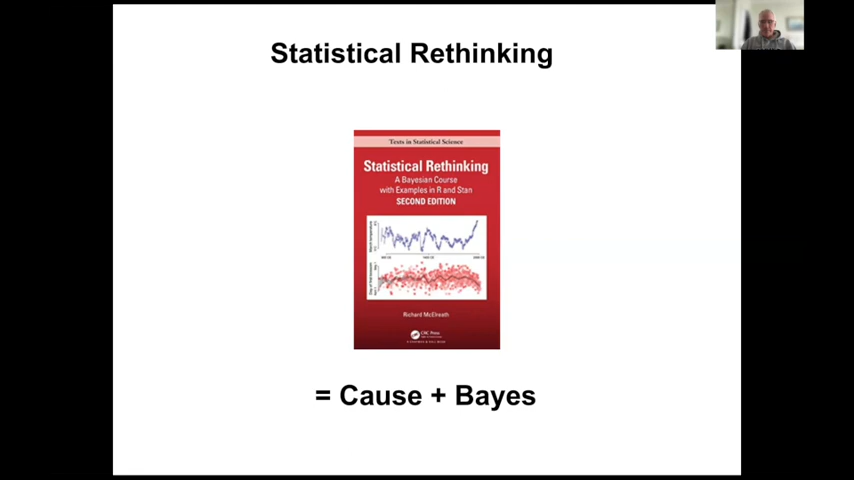 Statistical Rethinking
Texts in Statistical Science
Statistical Rethinking
A Bayesian Course
with Examples in R and Stan
SECOND EDITION
Richard McElreath
CRC Press
= Cause + Bayes